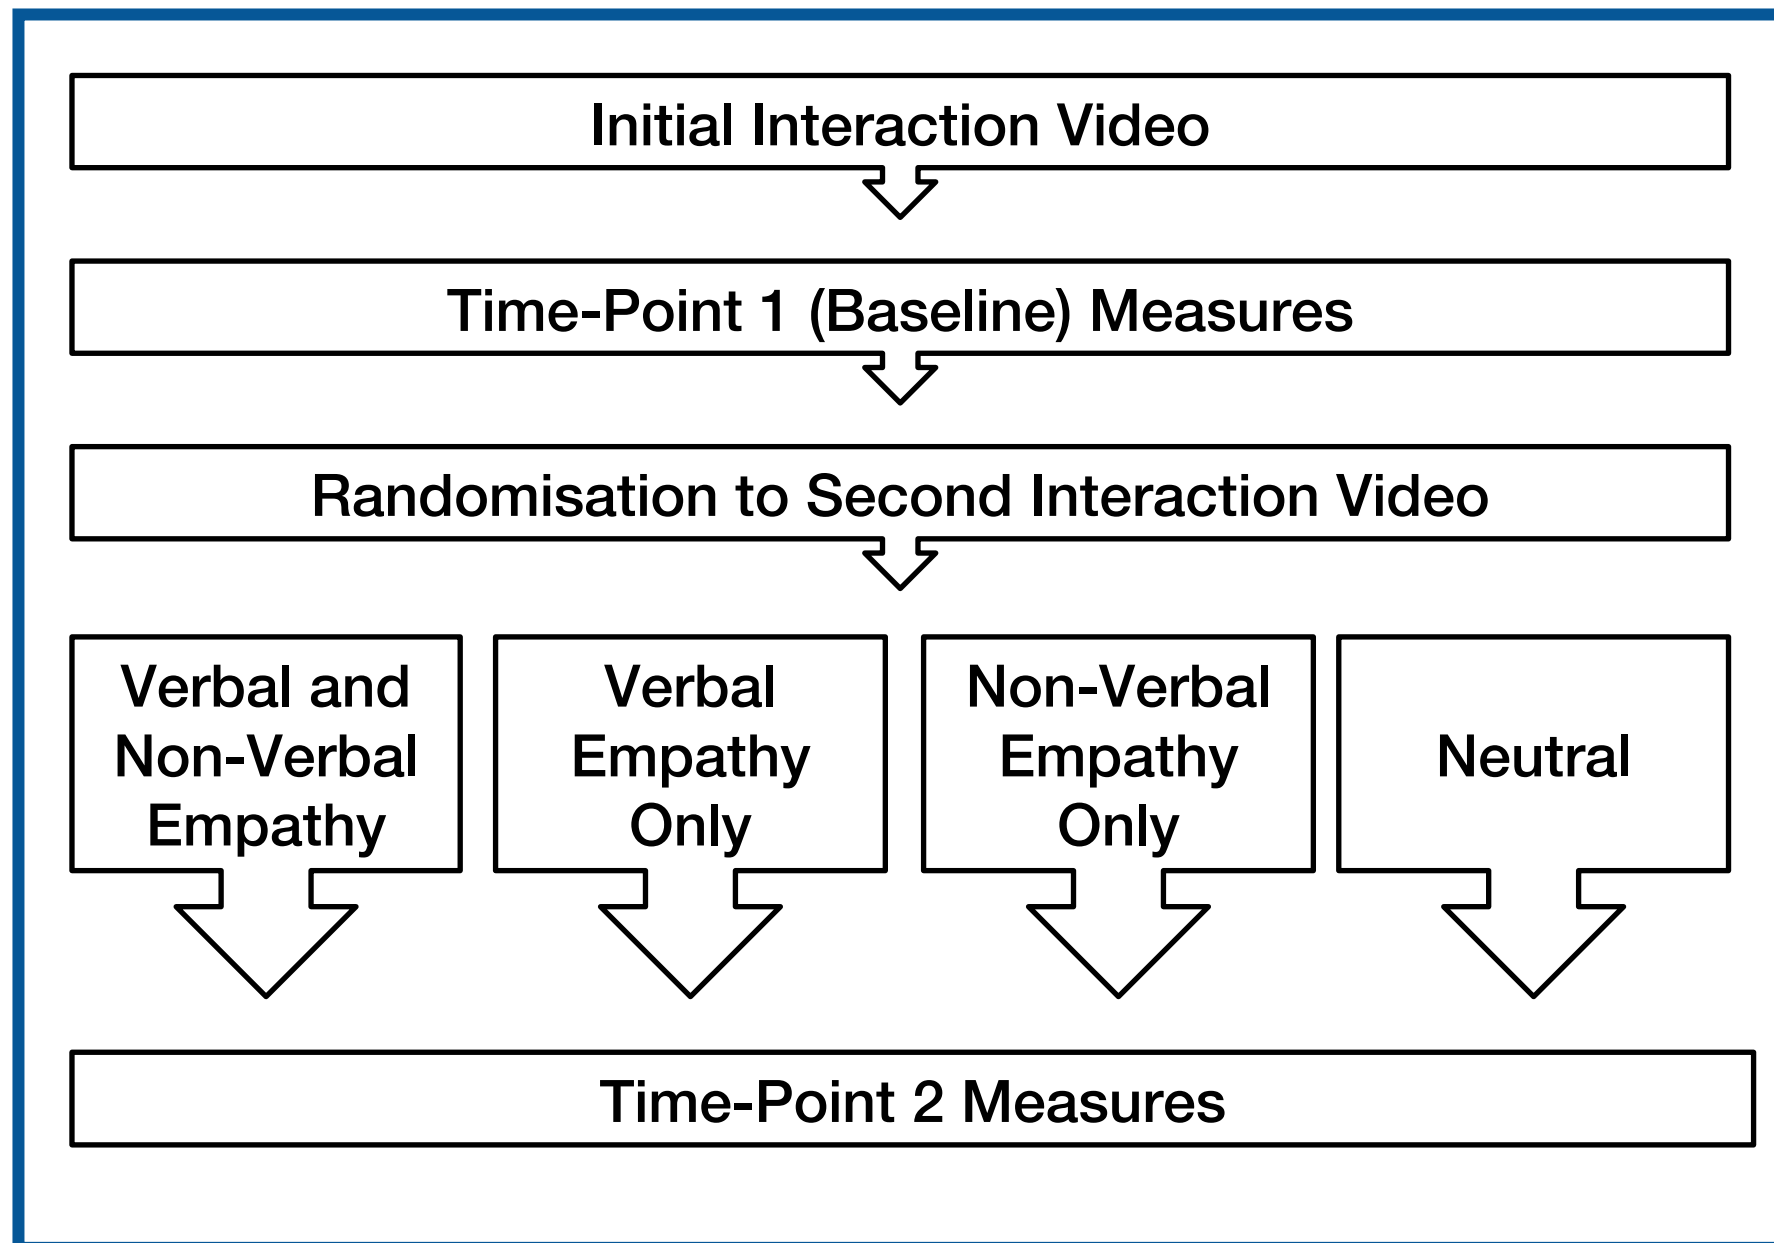 Initial Interaction Video
Time-Point 1 (Baseline) Measures
Randomisation to Second Interaction Video
Verbal and
Non-Verbal
Empathy
Verbal
Empathy
Only
Non-Verbal
Empathy
Only
Neutral
Time-Point 2 Measures